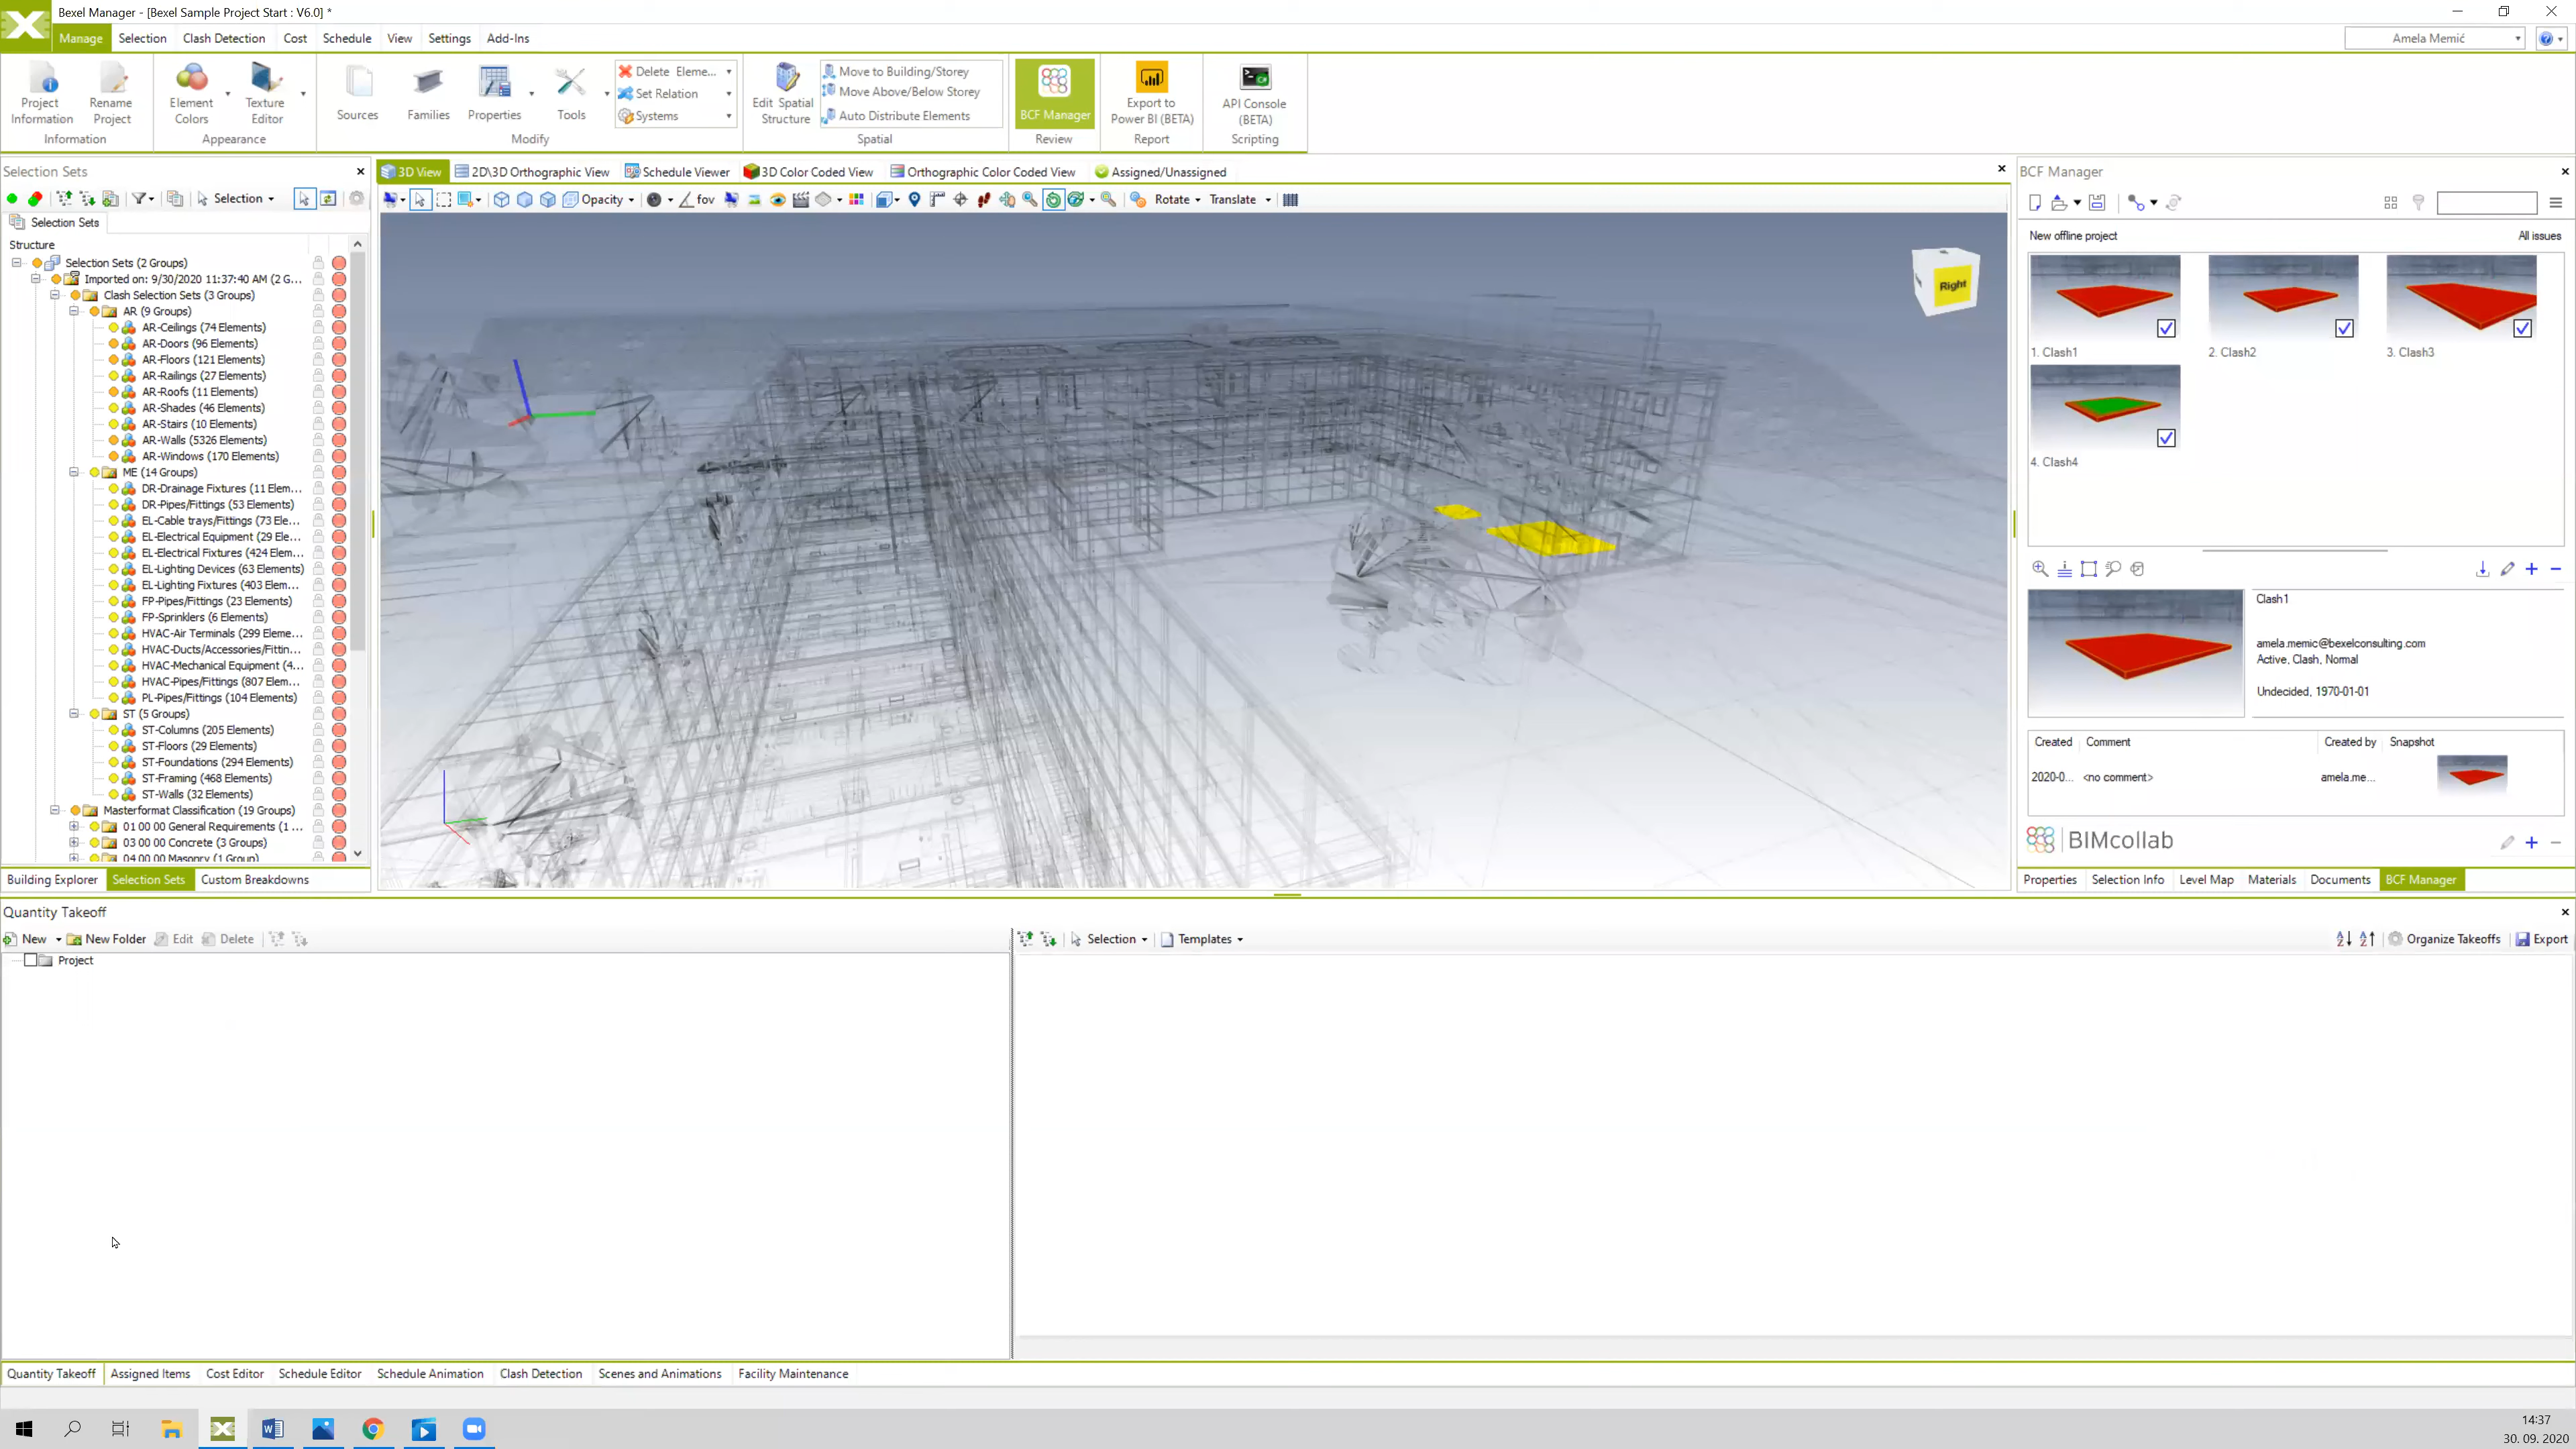 Bexel Manager - [Bexel Sample Project Start : V6.0] *
Manage Selection Clash Detection Cost Schedule View Settings Add-Ins
Amela Memić
Project Information
Rename Project
Information
Element Colors
Texture Editor
Appearance
Sources
Families
Properties
Tools
Delete Eleme...
Set Relation
Systems
Modify
Edit Spatial Structure
Move to Building/Storey
Move Above/Below Storey
Auto Distribute Elements
Spatial
BCF Manager
Review
Export to Power BI (BETA)
Report
API Console (BETA)
Scripting
Selection Sets
Selection
Selection Sets
Structure
Selection Sets (2 Groups)
Imported on: 9/30/2020 11:37:40 AM (2 G...
Clash Selection Sets (3 Groups)
AR (9 Groups)
AR-Ceilings (74 Elements)
AR-Doors (96 Elements)
AR-Floors (121 Elements)
AR-Railings (27 Elements)
AR-Roofs (11 Elements)
AR-Shades (46 Elements)
AR-Stairs (10 Elements)
AR-Walls (5326 Elements)
AR-Windows (170 Elements)
ME (14 Groups)
DR-Drainage Fixtures (11 Elem...
DR-Pipes/Fittings (53 Elements)
EL-Cable trays/Fittings (73 Ele...
EL-Electrical Equipment (29 Ele...
EL-Electrical Fixtures (424 Elem...
EL-Lighting Devices (63 Elements)
EL-Lighting Fixtures (403 Elem...
FP-Pipes/Fittings (23 Elements)
FP-Sprinklers (6 Elements)
HVAC-Air Terminals (299 Eleme...
HVAC-Ducts/Accessories/Fittin...
HVAC-Mechanical Equipment (4...
HVAC-Pipes/Fittings (807 Elem...
PL-Pipes/Fittings (104 Elements)
ST (5 Groups)
ST-Columns (205 Elements)
ST-Floors (29 Elements)
ST-Foundations (294 Elements)
ST-Framing (468 Elements)
ST-Walls (32 Elements)
Masterformat Classification (19 Groups)
01 00 00 General Requirements (1 ...
03 00 00 Concrete (3 Groups)
04 00 00 Masonry (1 Group)
Building Explorer Selection Sets Custom Breakdowns
3D View 2D\3D Orthographic View Schedule Viewer 3D Color Coded View Orthographic Color Coded View Assigned/Unassigned
Opacity fov Rotate Translate
Right
BCF Manager
New offline project All issues
1. Clash1 2. Clash2 3. Clash3
4. Clash4
Clash1
amela.memic@bexelconsulting.com
Active, Clash, Normal
Undecided, 1970-01-01
Created Comment Created by Snapshot
2020-0... <no comment> amela.me...
BIMcollab
Properties Selection Info Level Map Materials Documents BCF Manager
Quantity Takeoff
New New Folder Edit Delete
Project
Selection Templates Organize Takeoffs Export
Quantity Takeoff Assigned Items Cost Editor Schedule Editor Schedule Animation Clash Detection Scenes and Animations Facility Maintenance
14:37
30. 09. 2020